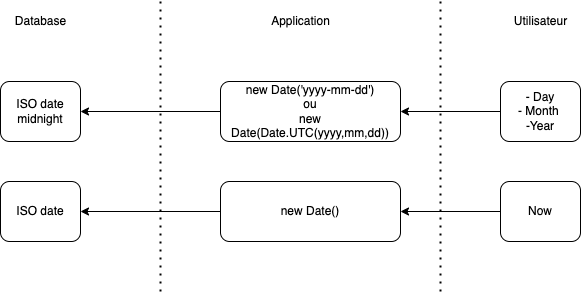 Database
Application
Utilisateur
ISO date
midnight
new Date('yyyy-mm-dd')
ou
new
Date(Date.UTC(yyyy,mm,dd))
- Day
- Month
-Year
ISO date
new Date()
Now